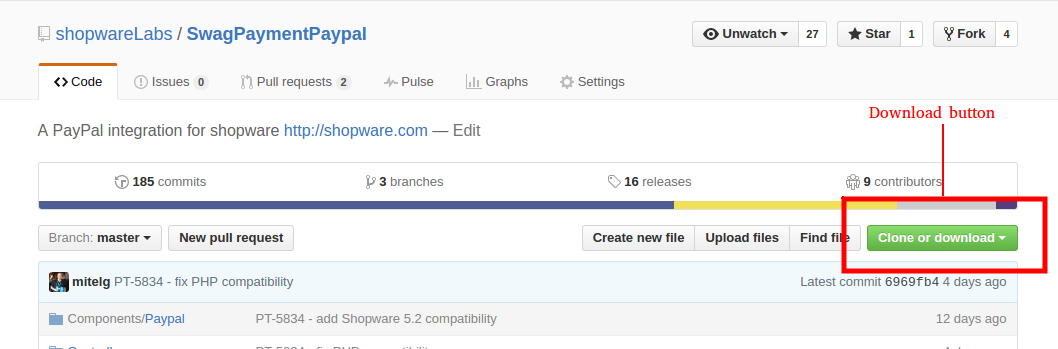 shopwareLabs / SwagPaymentPaypal
Unwatch 27 Star 1 Fork 4
Code Issues 0 Pull requests 2 Pulse Graphs Settings
Download button
A PayPal integration for shopware http://shopware.com — Edit
185 commits 3 branches 16 releases 9 contributors
Branch: master New pull request Create new file Upload files Find file Clone or download
mitelg PT-5834 - fix PHP compatibility Latest commit 6969fb4 4 days ago
Components/Paypal PT-5834 - add Shopware 5.2 compatibility 12 days ago